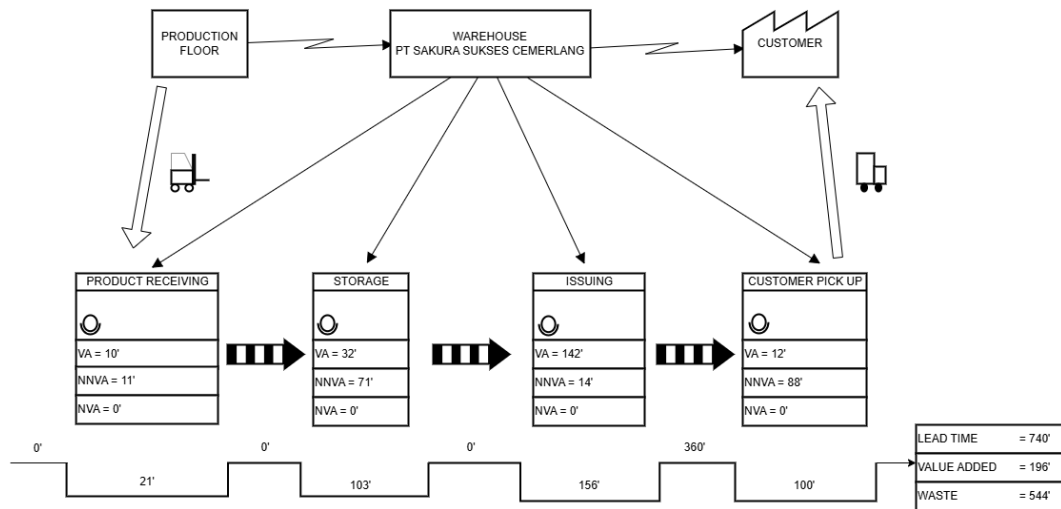 PRODUCTION
FLOOR
WAREHOUSE
PT SAKURA SUKSES CEMERLANG
CUSTOMER
PRODUCT RECEIVING
VA = 10'
NNVA = 11'
NVA = 0'
STORAGE
VA = 32'
NNVA = 71'
NVA = 0'
ISSUING
VA = 142'
NNVA = 14'
NVA = 0'
CUSTOMER PICK UP
VA = 12'
NNVA = 88'
NVA = 0'
0'
21'
0'
103'
0'
156'
360'
100'
LEAD TIME = 740'
VALUE ADDED = 196'
WASTE = 544'